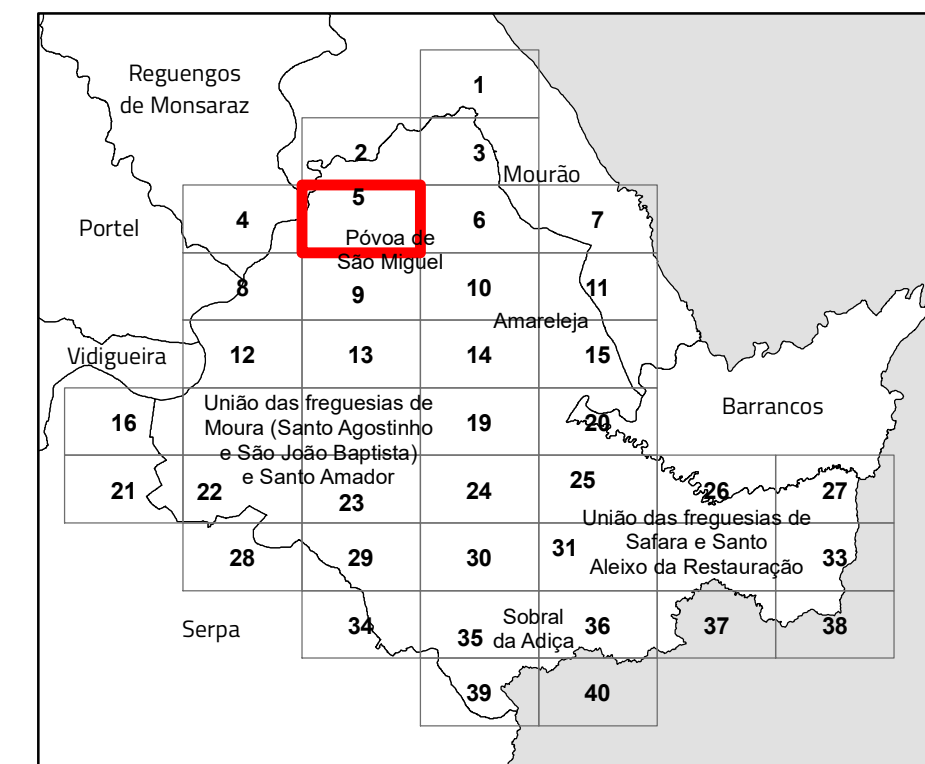 Reguengos
de Monsaraz
1
2
3
Mourão
4
5
6
7
Portel
Póvoa de
São Miguel
8
9
10
11
Amareleja
Vidigueira
12
13
14
15
16
União das freguesias de
Moura (Santo Agostinho
e São João Baptista)
e Santo Amador
19
20
Barrancos
21
22
23
24
25
26
27
União das freguesias de
Safara e Santo
Aleixo da Restauração
28
29
30
31
33
Serpa
34
35
Sobral
da Adiça
36
37
38
39
40